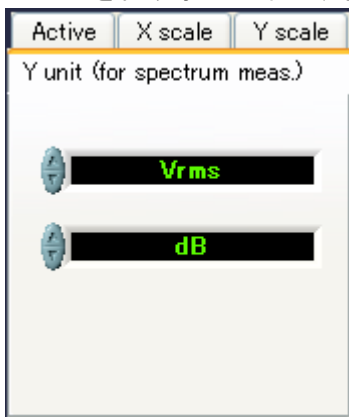 Active X scale Y scale
Y unit (for spectrum meas.)
Vrms
dB